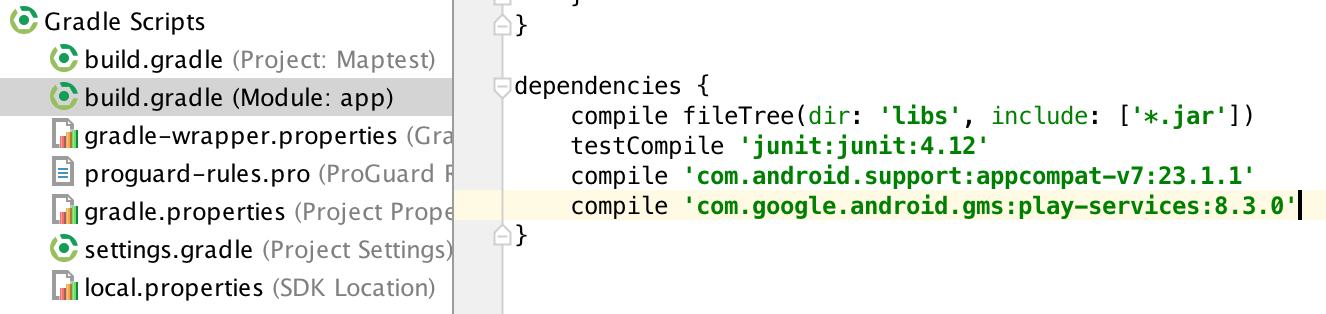 Gradle Scripts
build.gradle (Project: Maptest)
build.gradle (Module: app)
gradle-wrapper.properties (Gra
proguard-rules.pro (ProGuard R
gradle.properties (Project Prope
settings.gradle (Project Settings)
local.properties (SDK Location)
}
dependencies {
compile fileTree(dir: 'libs', include: ['*.jar'])
testCompile 'junit:junit:4.12'
compile 'com.android.support:appcompat-v7:23.1.1'
compile 'com.google.android.gms:play-services:8.3.0'
}